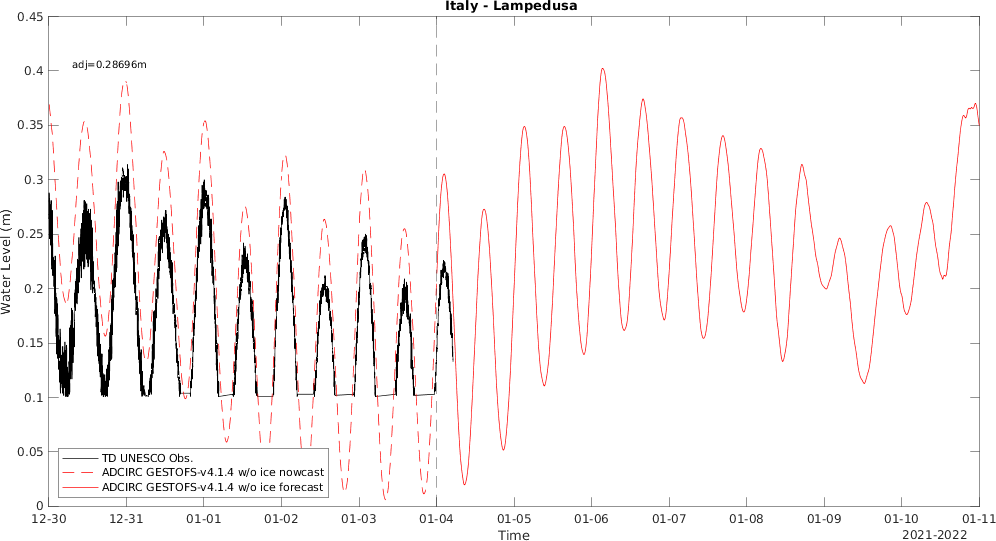 Italy - Lampedusa
0.45
adj=0.28696m
0.4
0.35
0.3
0.25
0.2
0.15
0.1
0.05
0
Water Level (m)
TD UNESCO Obs.
ADCIRC GESTOFS-v4.1.4 w/o ice nowcast
ADCIRC GESTOFS-v4.1.4 w/o ice forecast
12-30 12-31 01-01 01-02 01-03 01-04 01-05 01-06 01-07 01-08 01-09 01-10 01-11
Time
2021-2022